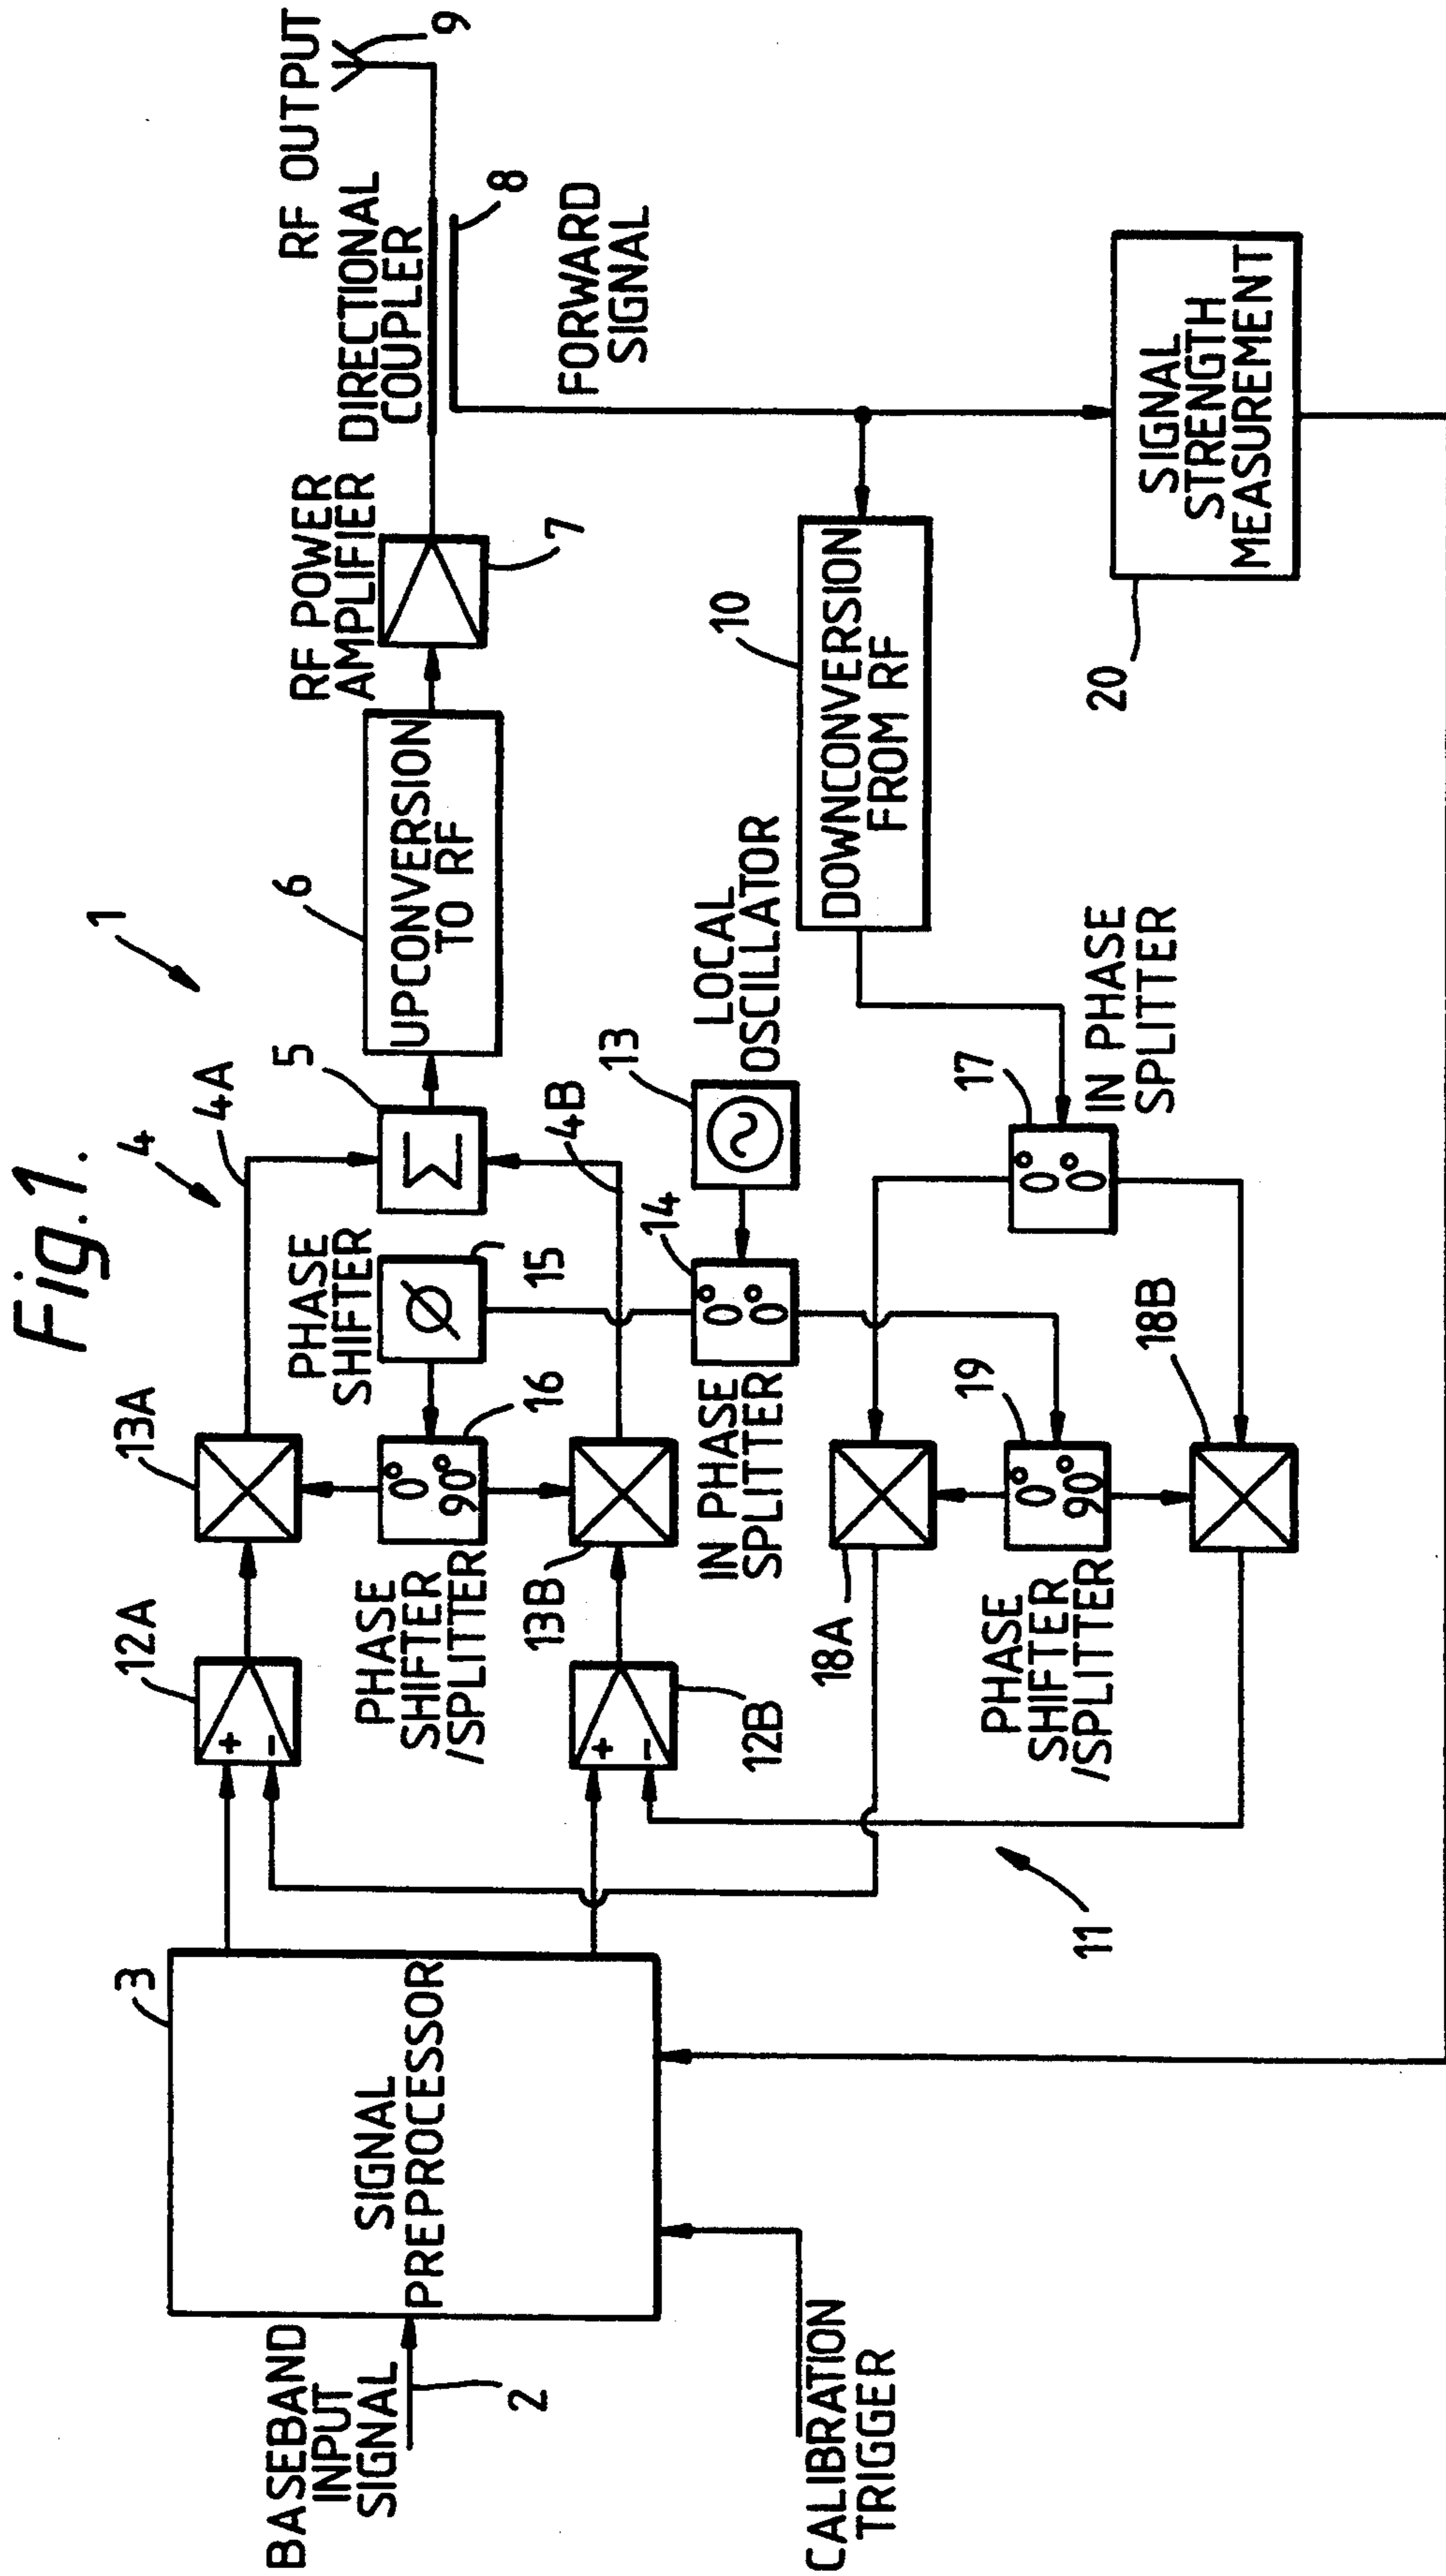 Fig.1.
1
RF OUTPUT
9
DIRECTIONAL
COUPLER
8
FORWARD
SIGNAL
RF POWER
AMPLIFIER
7
6
UPCONVERSION
TO RF
5
4
4A
4B
13A
12A
3
PHASE
SHIFTER
Ø
15
0°
90°
16
PHASE
SHIFTER
/SPLITTER
13B
+
-
+
-
12B
Σ
LOCAL
OSCILLATOR
13
~
14
0°
0°
IN PHASE
SPLITTER
10
DOWNCONVERSION
FROM RF
SIGNAL
STRENGTH
MEASUREMENT
20
IN PHASE
SPLITTER
17
0°
0°
18A
18B
19
0°
90°
PHASE
SHIFTER
/SPLITTER
11
SIGNAL
PREPROCESSOR
BASEBAND
INPUT
SIGNAL
2
CALIBRATION
TRIGGER